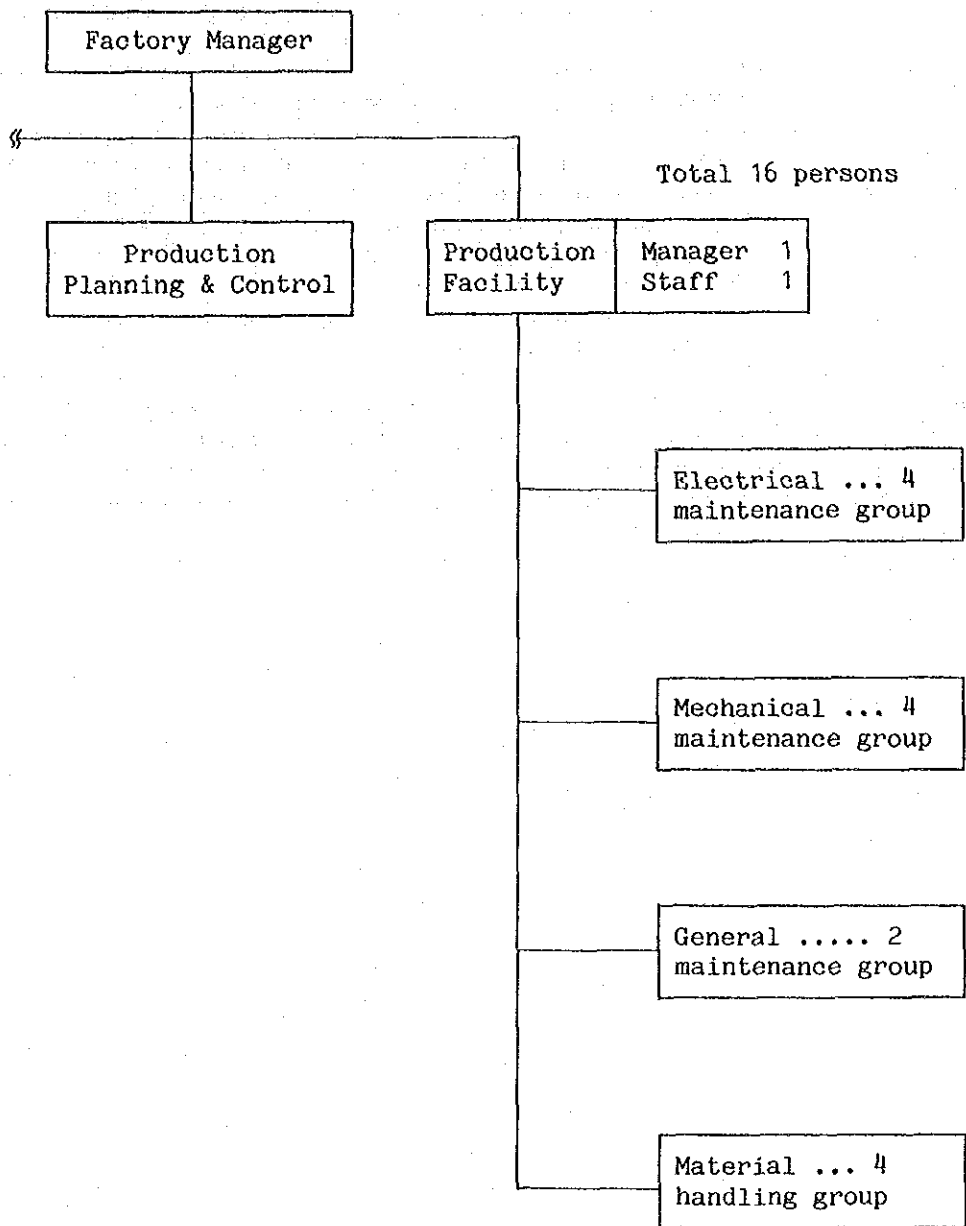 Factory Manager
Total 16 persons
Production
Planning & Control
Production
Facility
Manager 1
Staff 1
Electrical ... 4
maintenance group
Mechanical ... 4
maintenance group
General ..... 2
maintenance group
Material ... 4
handling group